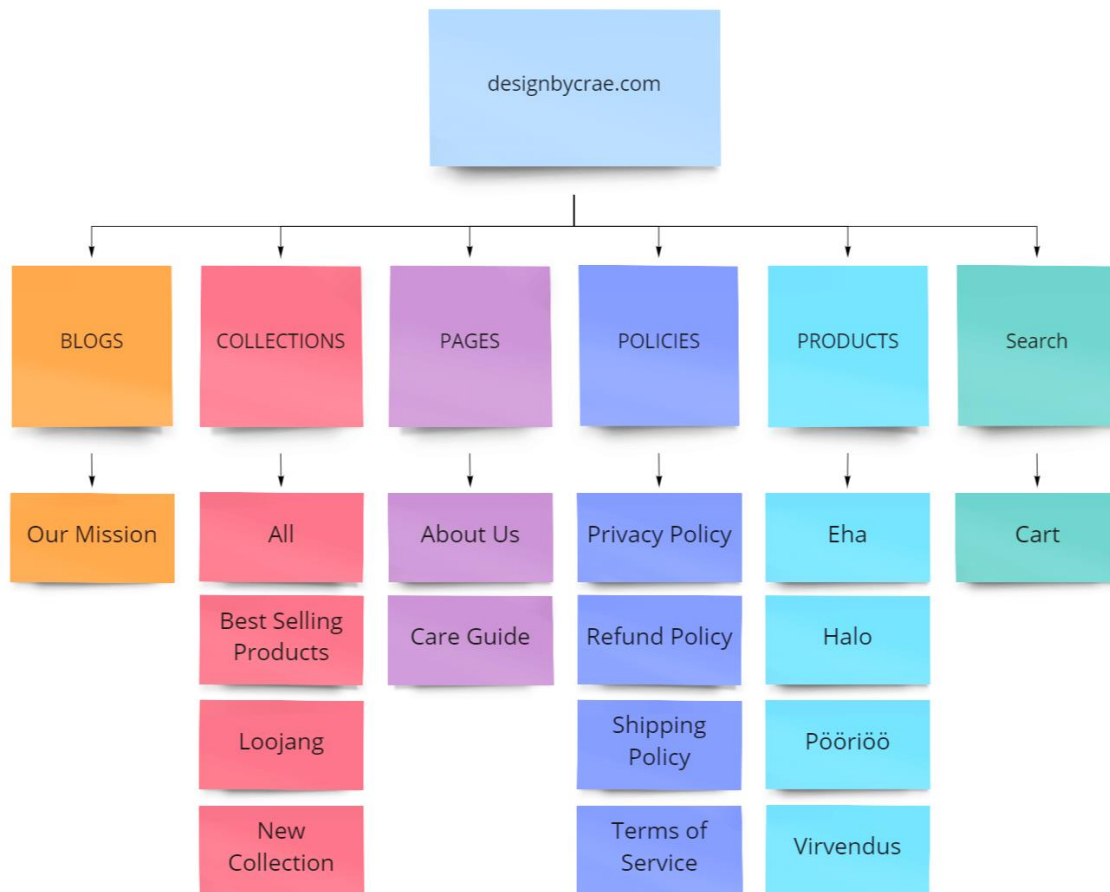 designbycrae.com
BLOGS
COLLECTIONS
PAGES
POLICIES
PRODUCTS
Search
Our Mission
All
About Us
Privacy Policy
Eha
Cart
Best Selling
Products
Care Guide
Refund Policy
Halo
Loojang
Shipping
Policy
Pööriöö
New
Collection
Terms of
Service
Virvendus